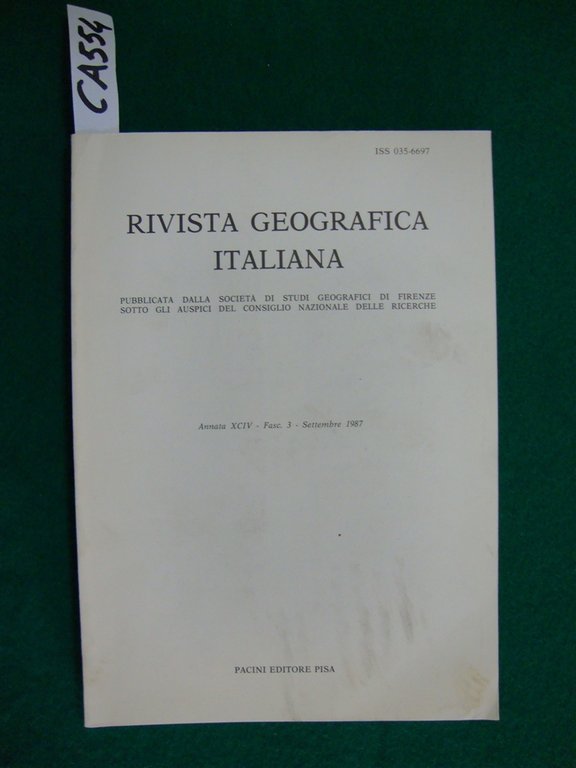 CA554
ISS 035-6697
RIVISTA GEOGRAFICA
ITALIANA
PUBBLICATA DALLA SOCIETÀ DI STUDI GEOGRAFICI DI FIRENZE
SOTTO GLI AUSPICI DEL CONSIGLIO NAZIONALE DELLE RICERCHE
Annata XCIV - Fasc. 3 - Settembre 1987
PACINI EDITORE PISA